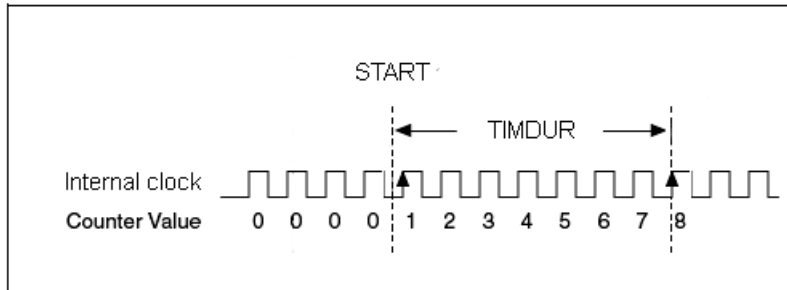 START
TIMDUR
Internal clock
Counter Value 0 0 0 0 1 2 3 4 5 6 7 8